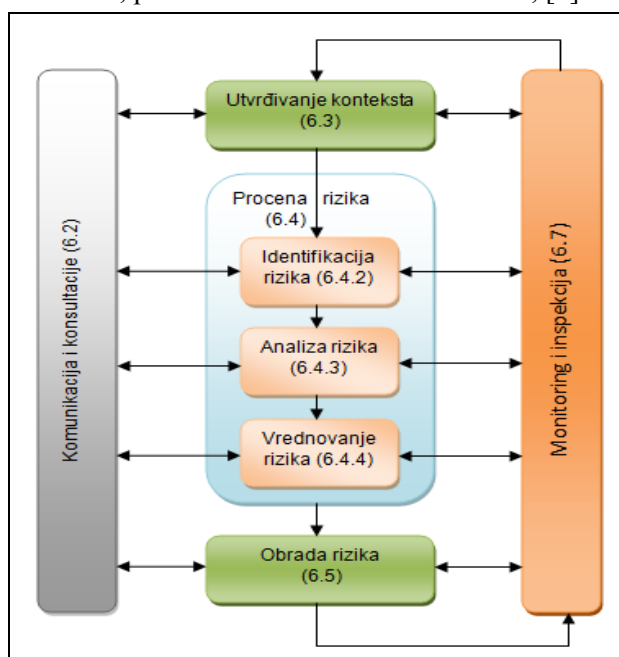 Utvrđivanje konteksta
(6.3)
Komunikacija i konsultacije (6.2)
Procena rizika
(6.4)
Identifikacija
rizika (6.4.2)
Analiza rizika
(6.4.3)
Vrednovanje
rizika (6.4.4)
Obrada rizika
(6.5)
Monitoring i inspekcija (6.7)